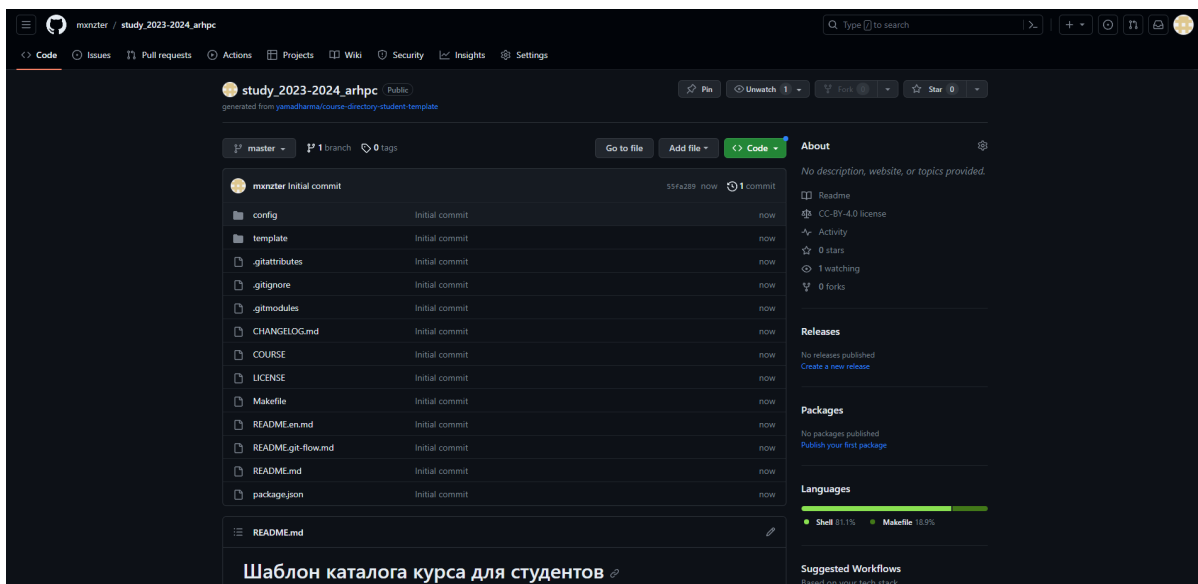 mxnzter / study_2023-2024_arhpc
Type / to search
Code Issues Pull requests Actions Projects Wiki Security Insights Settings
study_2023-2024_arhpc Public
Pin Unwatch 1 Fork 0 Star 0
generated from yamadharma/course-directory-student-template
master 1 branch 0 tags Go to file Add file Code
mxnzter Initial commit 55fa289 now 1 commit
config Initial commit now
template Initial commit now
.gitattributes Initial commit now
.gitignore Initial commit now
.gitmodules Initial commit now
CHANGELOG.md Initial commit now
COURSE Initial commit now
LICENSE Initial commit now
Makefile Initial commit now
README.en.md Initial commit now
README.git-flow.md Initial commit now
README.md Initial commit now
package.json Initial commit now
README.md
Шаблон каталога курса для студентов
About
No description, website, or topics provided.
Readme
CC-BY-4.0 license
Activity
0 stars
1 watching
0 forks
Releases
No releases published
Create a new release
Packages
No packages published
Publish your first package
Languages
Shell 81.1% Makefile 18.9%
Suggested Workflows
Based on your tech stack